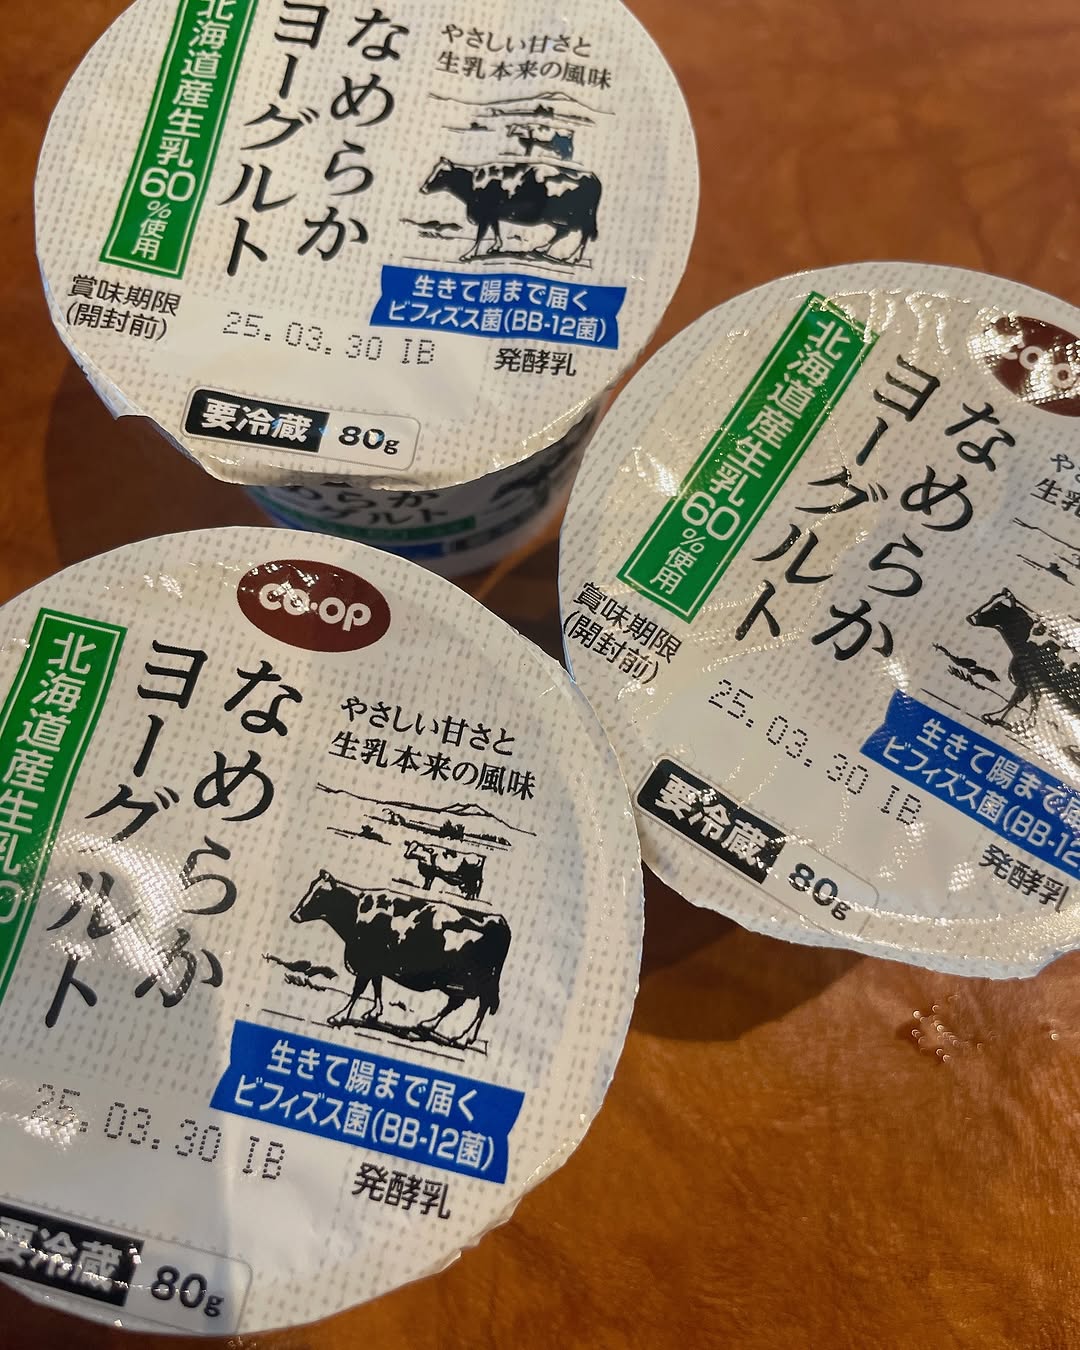 北海道産生乳60%使用
なめらか
ヨーグルト
やさしい甘さと
生乳本来の風味
生きて腸まで届く
ビフィズス菌(BB-12菌)
発酵乳
賞味期限
(開封前)
25.03.30 IB
要冷蔵 80g
co・op
北海道産生乳60%使用
なめらか
ヨーグルト
生乳
生きて腸まで届
ビフィズス菌(BB-12
発酵乳
賞味期限
(開封前)
25.03.30 IB
要冷蔵 80g
co・op
北海道産生乳
なめらか
ヨーグルト
やさしい甘さと
生乳本来の風味
生きて腸まで届く
ビフィズス菌(BB-12菌)
発酵乳
25.03.30 IB
要冷蔵 80g